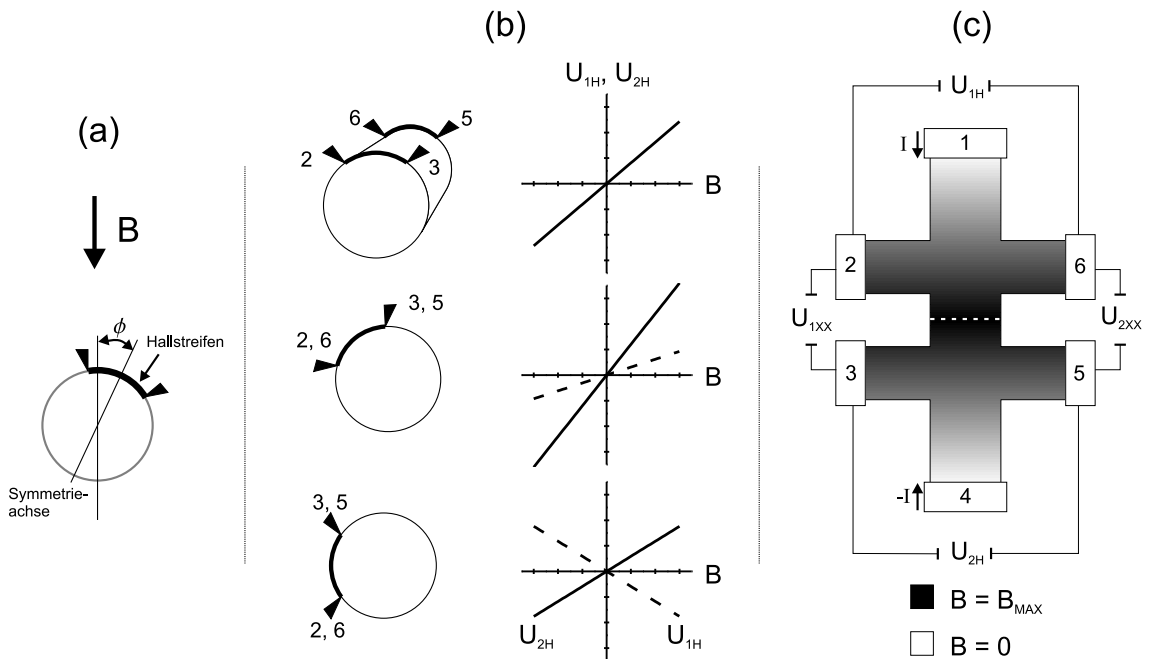 (a)
B
ϕ
Hallstreifen
Symmetrie-
achse
(b)
6
5
2
3
U1H, U2H
B
3, 5
2, 6
B
3, 5
2, 6
B
U2H
U1H
(c)
U1H
I
1
2
6
U1XX
U2XX
3
5
-I
4
U2H
B = BMAX
B = 0